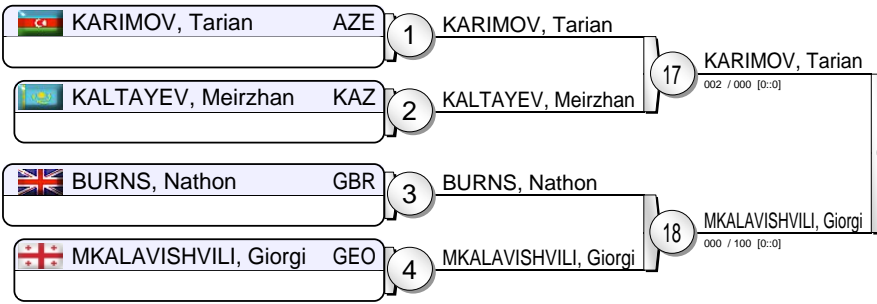 KARIMOV, Tarian AZE
1
KARIMOV, Tarian
KALTAYEV, Meirzhan KAZ
2
KALTAYEV, Meirzhan
17
KARIMOV, Tarian
002 / 000 [0::0]
BURNS, Nathon GBR
3
BURNS, Nathon
MKALAVISHVILI, Giorgi GEO
4
MKALAVISHVILI, Giorgi
18
MKALAVISHVILI, Giorgi
000 / 100 [0::0]